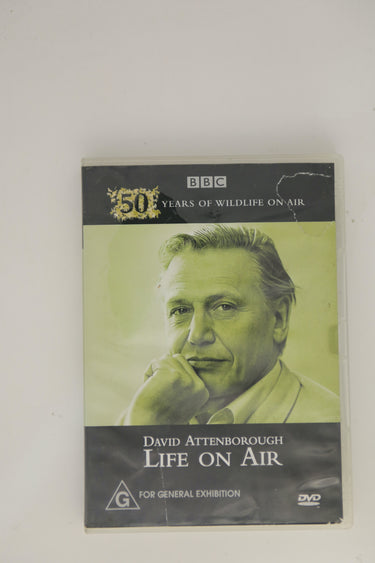 BBC
50 YEARS OF WILDLIFE ON AIR
DAVID ATTENBOROUGH
LIFE ON AIR
G FOR GENERAL EXHIBITION
DVD